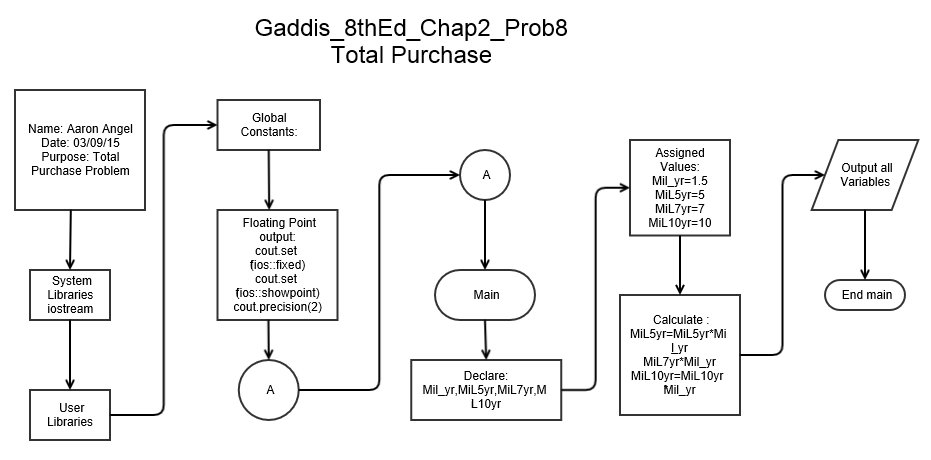 Gaddis_8thEd_Chap2_Prob8
Total Purchase
Name: Aaron Angel
Date: 03/09/15
Purpose: Total
Purchase Problem
System
Libraries
iostream
User
Libraries
Global
Constants:
Floating Point
output:
cout.set
f(ios::fixed)
cout.set
f(ios::showpoint)
cout.precision(2)
A
A
Main
Declare:
Mil_yr,MiL5yr,MiL7yr,M
iL10yr
Assigned
Values:
Mil_yr=1.5
MiL5yr=5
MiL7yr=7
MiL10yr=10
Calculate :
MiL5yr=MiL5yr*Mi
l_yr
MiL7yr*Mil_yr
MiL10yr=MiL10yr
*Mil_yr
Output all
Variables
End main